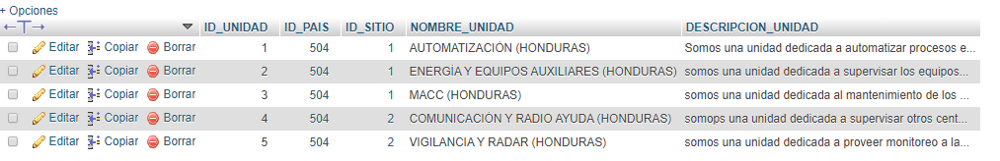 + Opciones
←T→ ID_UNIDAD ID_PAIS ID_SITIO NOMBRE_UNIDAD DESCRIPCION_UNIDAD
Editar Copiar Borrar 1 504 1 AUTOMATIZACIÓN (HONDURAS) Somos una unidad dedicada a automatizar procesos e...
Editar Copiar Borrar 2 504 1 ENERGÍA Y EQUIPOS AUXILIARES (HONDURAS) somos una unidad dedicada a supervisar los equipos...
Editar Copiar Borrar 3 504 1 MACC (HONDURAS) somos una unidad dedicada al mantenimiento de los ...
Editar Copiar Borrar 4 504 2 COMUNICACIÓN Y RADIO AYUDA (HONDURAS) somops una unidad dedicada a supervisar otros cent...
Editar Copiar Borrar 5 504 2 VIGILANCIA Y RADAR (HONDURAS) somos una unidad dedicada a proveer monitoreo a la...